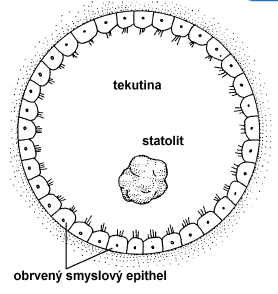 tekutina
statolit
obrvený smyslový epithel